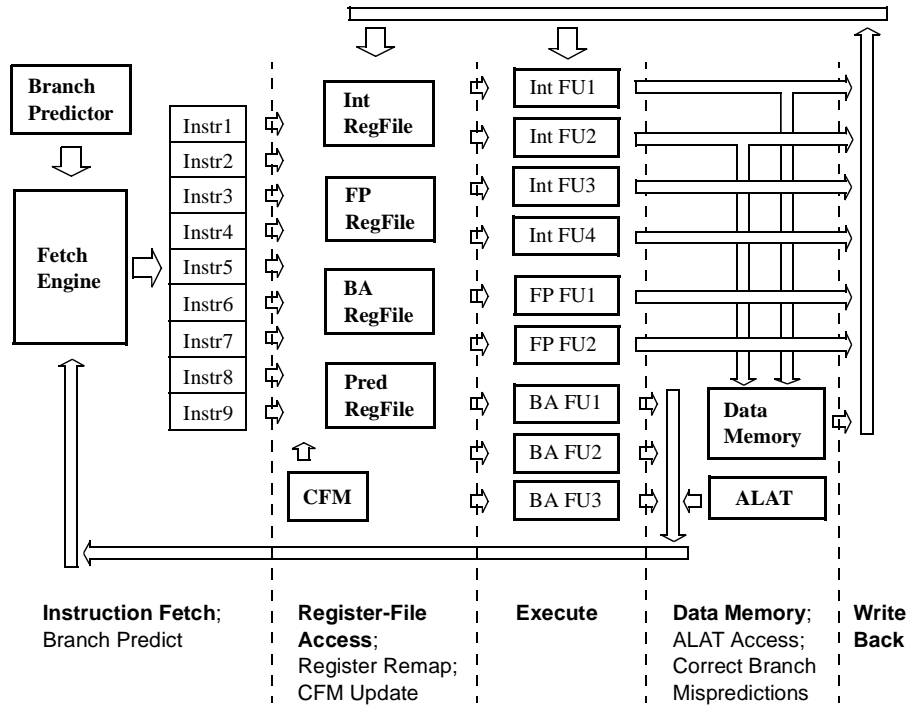 Branch
Predictor
Fetch
Engine
Instr1
Instr2
Instr3
Instr4
Instr5
Instr6
Instr7
Instr8
Instr9
Int
RegFile
FP
RegFile
BA
RegFile
Pred
RegFile
CFM
Int FU1
Int FU2
Int FU3
Int FU4
FP FU1
FP FU2
BA FU1
BA FU2
BA FU3
Data
Memory
ALAT
Instruction Fetch;
Branch Predict
Register-File
Access;
Register Remap;
CFM Update
Execute
Data Memory;
ALAT Access;
Correct Branch
Mispredictions
Write
Back